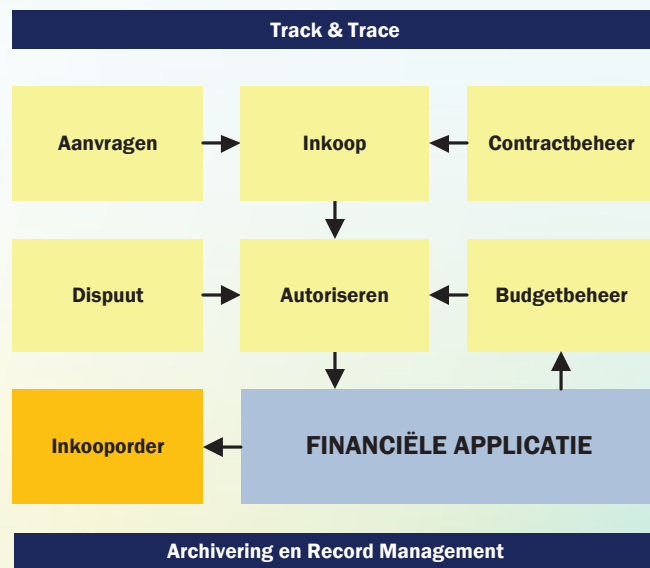 Track & Trace
Aanvragen
Inkoop
Contractbeheer
Dispuut
Autoriseren
Budgetbeheer
Inkooporder
FINANCIËLE APPLICATIE
Archivering en Record Management